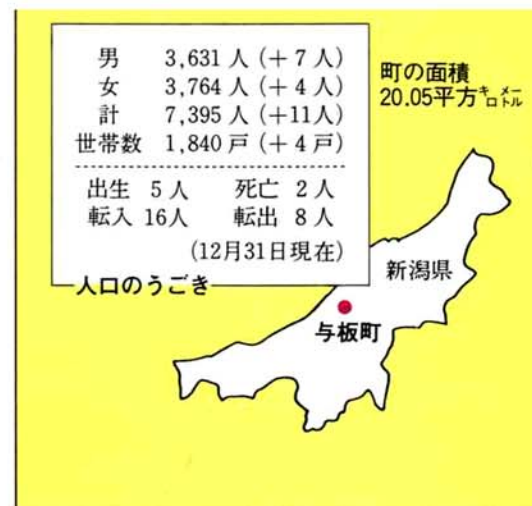 男 3,631人(+7人)
女 3,764人(+4人)
計 7,395人(+11人)
世帯数 1,840戸(+4戸)
出生 5人 死亡 2人
転入 16人 転出 8人
(12月31日現在)
人口のうごき
町の面積
20.05平方キロメートル
新潟県
与板町